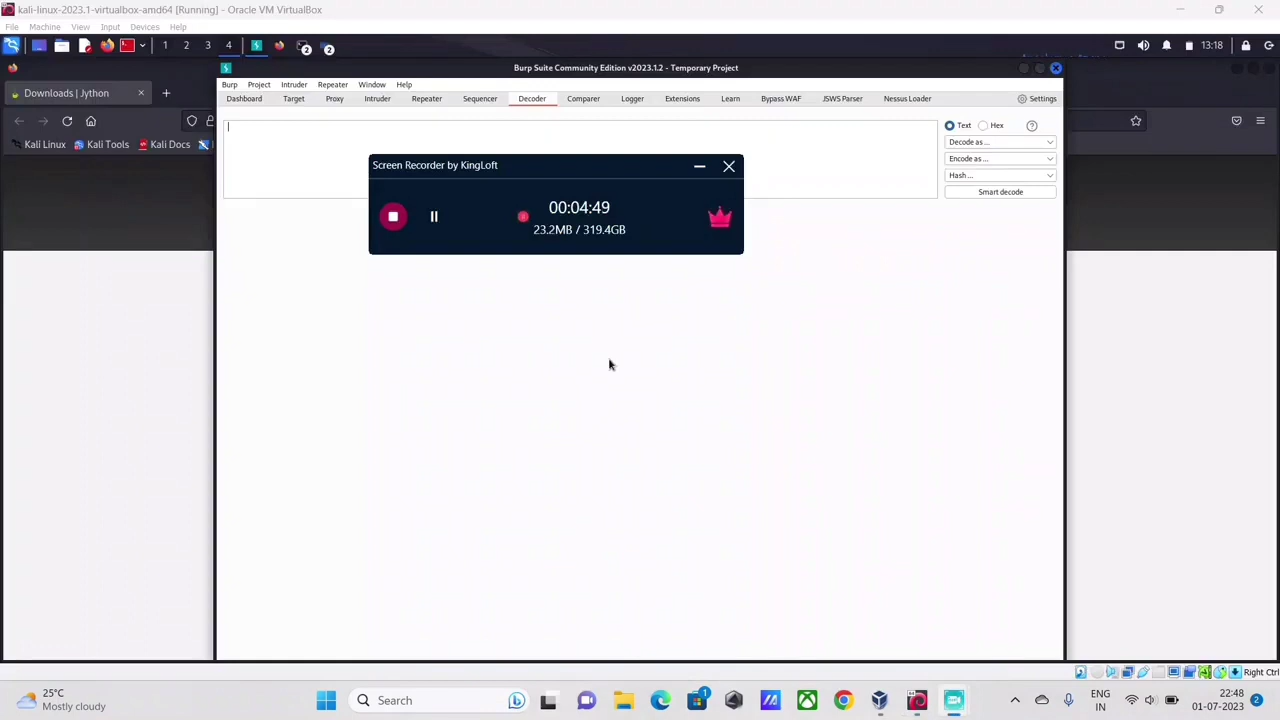 kali-linux-2023.1-virtualbox-amd64 [Running] - Oracle VM VirtualBox
File Machine View Input Devices Help
1 2 3 4 2 2 13:18
Burp Suite Community Edition v2023.1.2 - Temporary Project
Burp Project Intruder Repeater Window Help
Downloads | Jython
Dashboard Target Proxy Intruder Repeater Sequencer Decoder Comparer Logger Extensions Learn Bypass WAF JSWS Parser Nessus Loader Settings
Kali Linux Kali Tools Kali Docs
Text Hex ?
Decode as ...
Encode as ...
Hash ...
Smart decode
Screen Recorder by KingLoft
00:04:49
23.2MB / 319.4GB
Right Ctrl
25°C
Mostly cloudy
Search
1
ENG
IN
22:48
01-07-2023
2